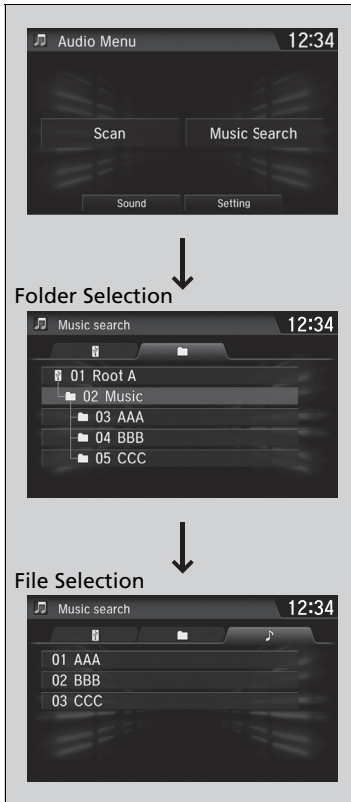 Audio Menu 12:34
Scan Music Search
Sound Setting
Folder Selection
Music search 12:34
01 Root A
02 Music
03 AAA
04 BBB
05 CCC
File Selection
Music search 12:34
01 AAA
02 BBB
03 CCC